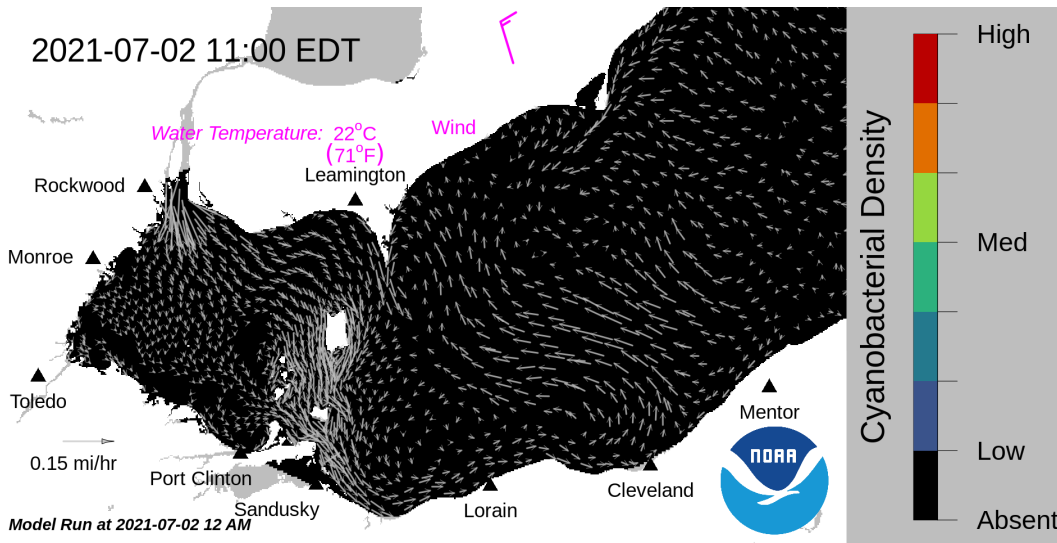 2021-07-02 11:00 EDT
Water Temperature: 22°C
(71°F)
Wind
Leamington
Rockwood
Monroe
Toledo
0.15 mi/hr
Port Clinton
Sandusky
Lorain
Cleveland
Mentor
NOAA
Model Run at 2021-07-02 12 AM
Cyanobacterial Density
High
Med
Low
Absent